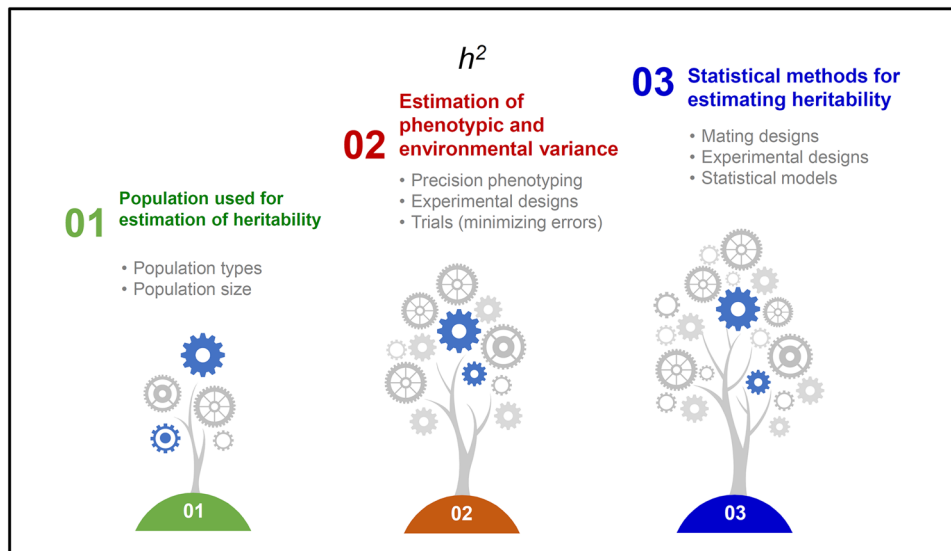 h²
01
Population used for
estimation of heritability
• Population types
• Population size
02
Estimation of
phenotypic and
environmental variance
• Precision phenotyping
• Experimental designs
• Trials (minimizing errors)
03
Statistical methods for
estimating heritability
• Mating designs
• Experimental designs
• Statistical models
01
02
03